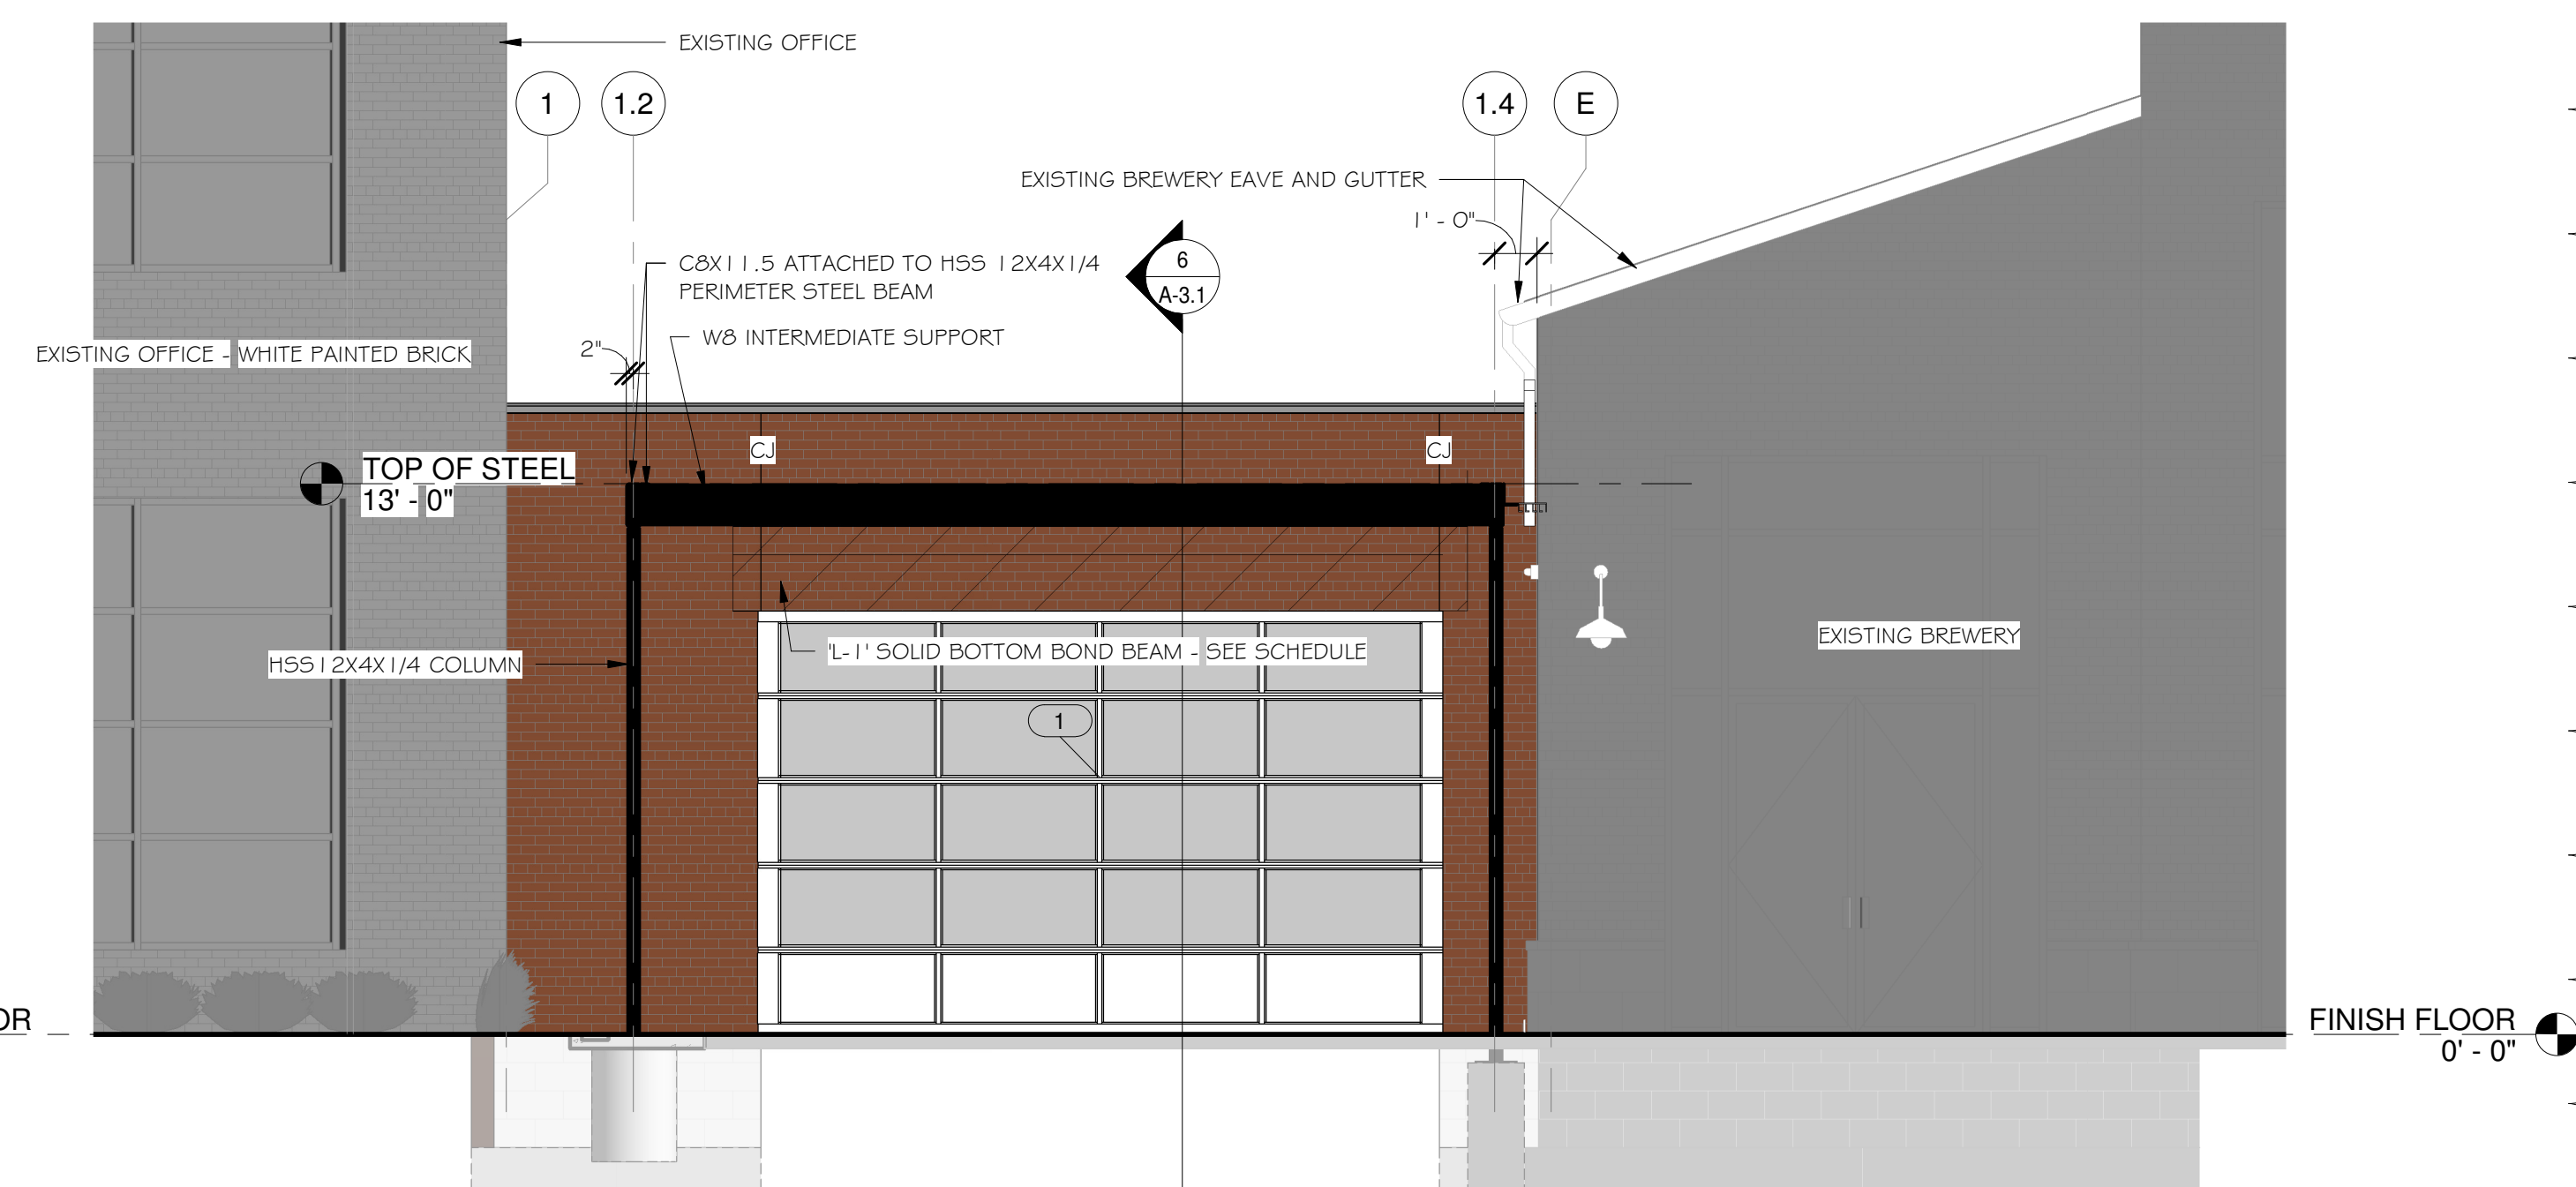 EXISTING OFFICE
1
1.2
1.4
E
EXISTING BREWERY EAVE AND GUTTER
1' - 0"
C8X11.5 ATTACHED TO HSS 12X4X1/4
PERIMETER STEEL BEAM
6
A-3.1
W8 INTERMEDIATE SUPPORT
2"
EXISTING OFFICE - WHITE PAINTED BRICK
CJ
CJ
TOP OF STEEL
13' - 0"
EXISTING BREWERY
'L-1' SOLID BOTTOM BOND BEAM - SEE SCHEDULE
HSS12X4X1/4 COLUMN
1
OR
FINISH FLOOR
0' - 0"